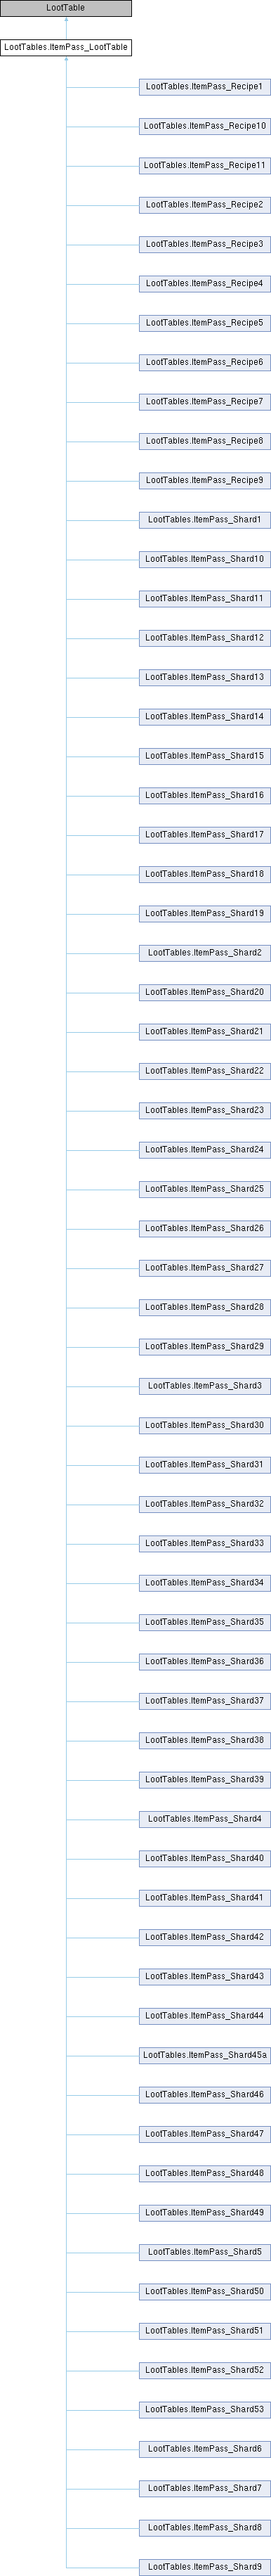 LootTable
LootTables.ItemPass_LootTable
LootTables.ItemPass_Recipe1
LootTables.ItemPass_Recipe10
LootTables.ItemPass_Recipe11
LootTables.ItemPass_Recipe2
LootTables.ItemPass_Recipe3
LootTables.ItemPass_Recipe4
LootTables.ItemPass_Recipe5
LootTables.ItemPass_Recipe6
LootTables.ItemPass_Recipe7
LootTables.ItemPass_Recipe8
LootTables.ItemPass_Recipe9
LootTables.ItemPass_Shard1
LootTables.ItemPass_Shard10
LootTables.ItemPass_Shard11
LootTables.ItemPass_Shard12
LootTables.ItemPass_Shard13
LootTables.ItemPass_Shard14
LootTables.ItemPass_Shard15
LootTables.ItemPass_Shard16
LootTables.ItemPass_Shard17
LootTables.ItemPass_Shard18
LootTables.ItemPass_Shard19
LootTables.ItemPass_Shard2
LootTables.ItemPass_Shard20
LootTables.ItemPass_Shard21
LootTables.ItemPass_Shard22
LootTables.ItemPass_Shard23
LootTables.ItemPass_Shard24
LootTables.ItemPass_Shard25
LootTables.ItemPass_Shard26
LootTables.ItemPass_Shard27
LootTables.ItemPass_Shard28
LootTables.ItemPass_Shard29
LootTables.ItemPass_Shard3
LootTables.ItemPass_Shard30
LootTables.ItemPass_Shard31
LootTables.ItemPass_Shard32
LootTables.ItemPass_Shard33
LootTables.ItemPass_Shard34
LootTables.ItemPass_Shard35
LootTables.ItemPass_Shard36
LootTables.ItemPass_Shard37
LootTables.ItemPass_Shard38
LootTables.ItemPass_Shard39
LootTables.ItemPass_Shard4
LootTables.ItemPass_Shard40
LootTables.ItemPass_Shard41
LootTables.ItemPass_Shard42
LootTables.ItemPass_Shard43
LootTables.ItemPass_Shard44
LootTables.ItemPass_Shard45a
LootTables.ItemPass_Shard46
LootTables.ItemPass_Shard47
LootTables.ItemPass_Shard48
LootTables.ItemPass_Shard49
LootTables.ItemPass_Shard5
LootTables.ItemPass_Shard50
LootTables.ItemPass_Shard51
LootTables.ItemPass_Shard52
LootTables.ItemPass_Shard53
LootTables.ItemPass_Shard6
LootTables.ItemPass_Shard7
LootTables.ItemPass_Shard8
LootTables.ItemPass_Shard9